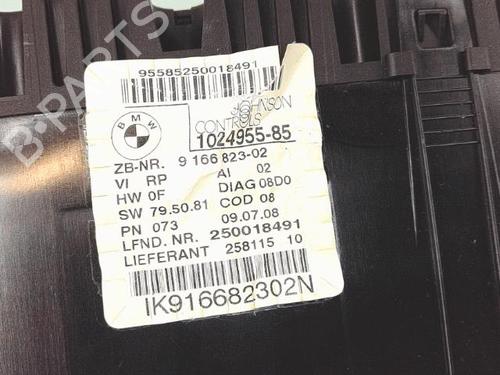 95585250018491
BMW
JOHNSON
CONTROLS
1024955-85
ZB-NR. 9 166 823-02
VI RP AI 02
HW 0F DIAG 08D0
SW 79.50.81 COD 08
PN 073 09.07.08
LFND. NR. 250018491
LIEFERANT 258115 10
IK916682302N
B-PARTS